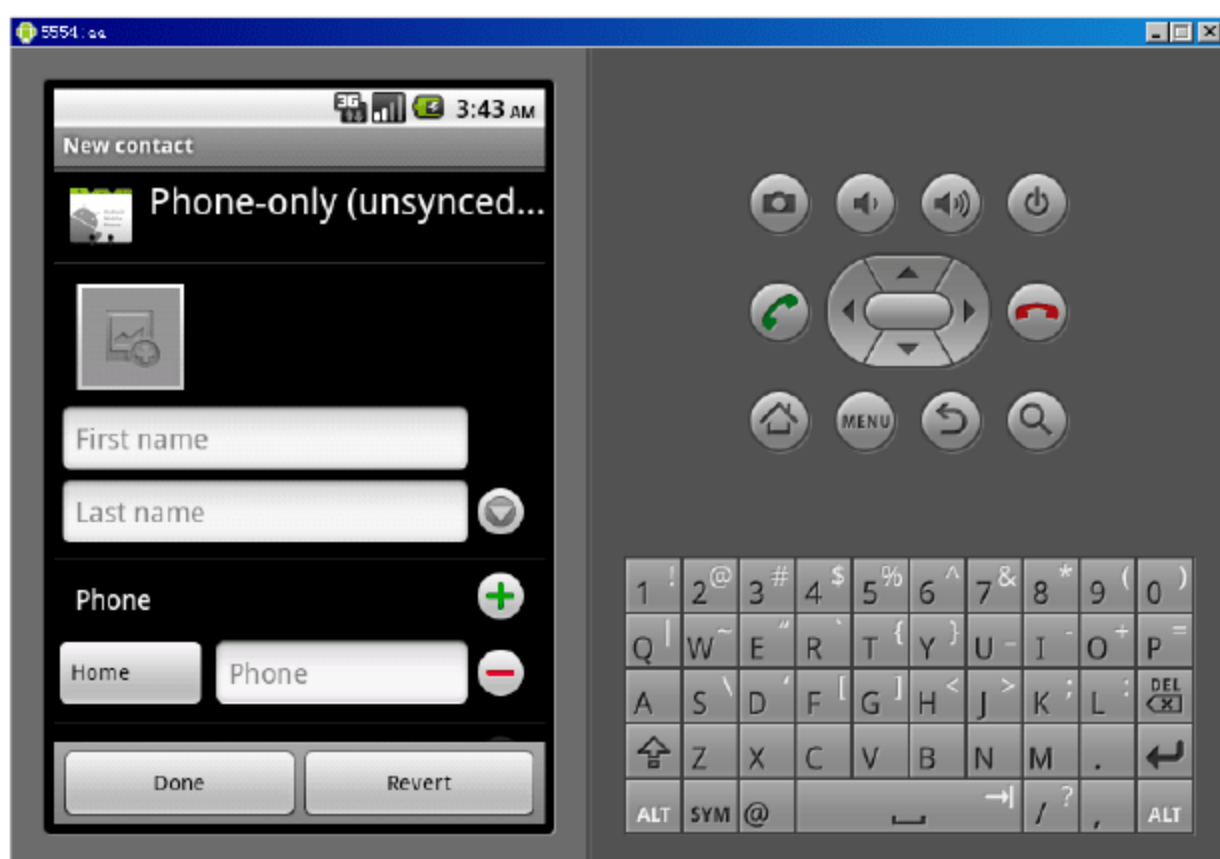 5554:aa
3G 3:43 AM
New contact
Phone-only (unsynced...
First name
Last name
Phone
Home Phone
Done Revert
MENU
1 ! 2 @ 3 # 4 $ 5 % 6 ^ 7 & 8 * 9 ( 0 )
Q | W ~ E " R ` T { Y } U _ I - O + P =
A S \ D ' F [ G ] H < J > K ; L : DEL
Z X C V B N M .
ALT SYM @ / ? , ALT